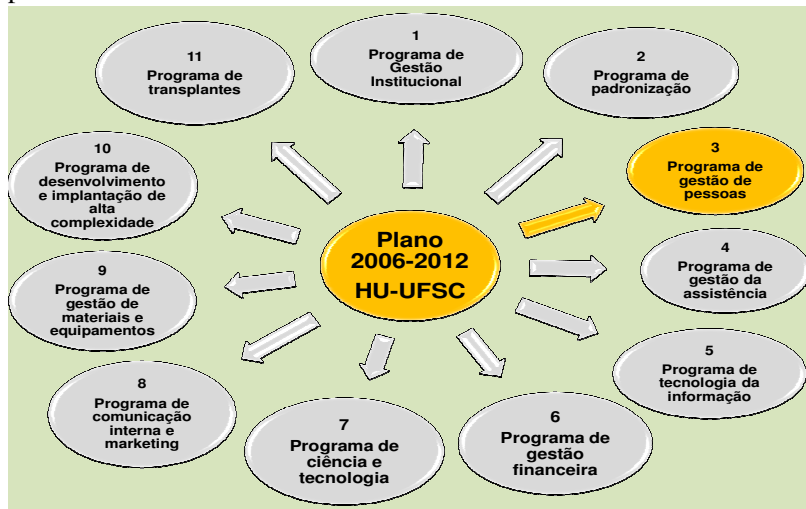 1
Programa de
Gestão
Institucional
2
Programa de
padronização
3
Programa de
gestão de
pessoas
4
Programa de
gestão da
assistência
5
Programa de
tecnologia da
informação
6
Programa de
gestão
financeira
7
Programa de
ciência e
tecnologia
8
Programa de
comunicação
interna e
marketing
9
Programa de
gestão de
materiais e
equipamentos
10
Programa de
desenvolvimento
e implantação de
alta
complexidade
11
Programa de
transplantes
Plano
2006-2012
HU-UFSC